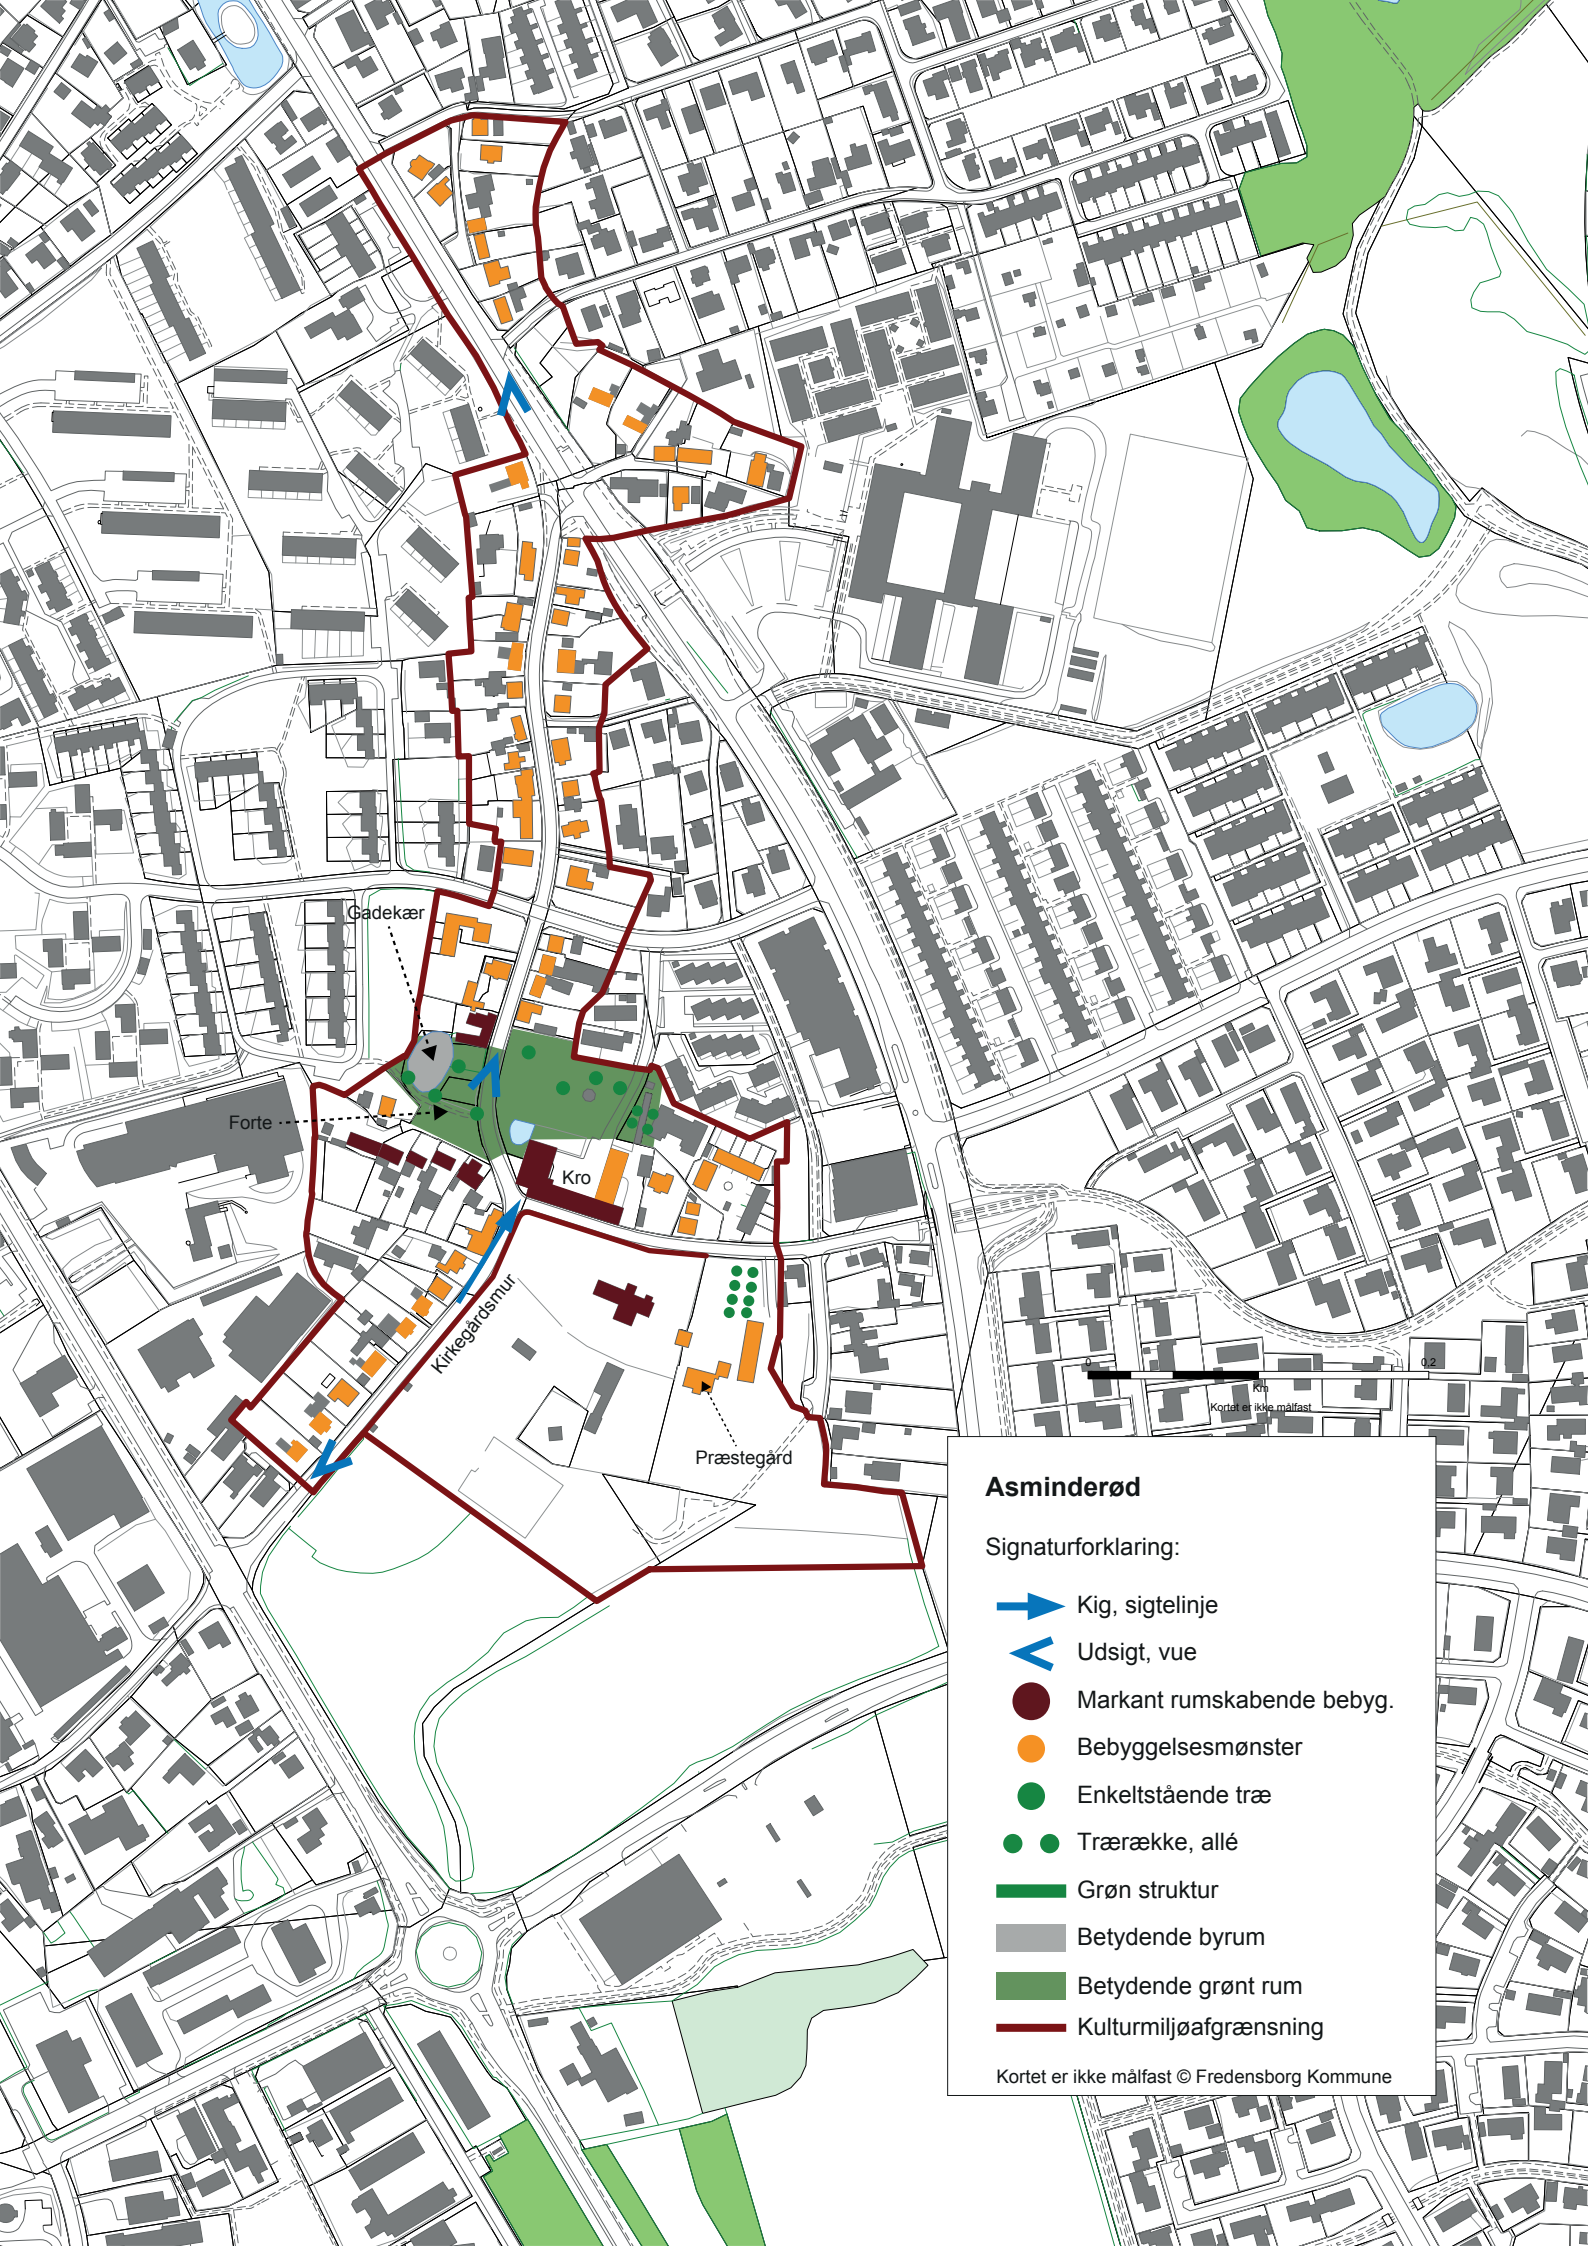 Gadekær
Forte
Kro
Kirkegårdsmur
Præstegård
0
0,2
Km
Kortet er ikke målfast
Asminderød
Signaturforklaring:
Kig, sigtelinje
Udsigt, vue
Markant rumskabende bebyg.
Bebyggelsesmønster
Enkeltstående træ
Trærække, allé
Grøn struktur
Betydende byrum
Betydende grønt rum
Kulturmiljøafgrænsning
Kortet er ikke målfast © Fredensborg Kommune